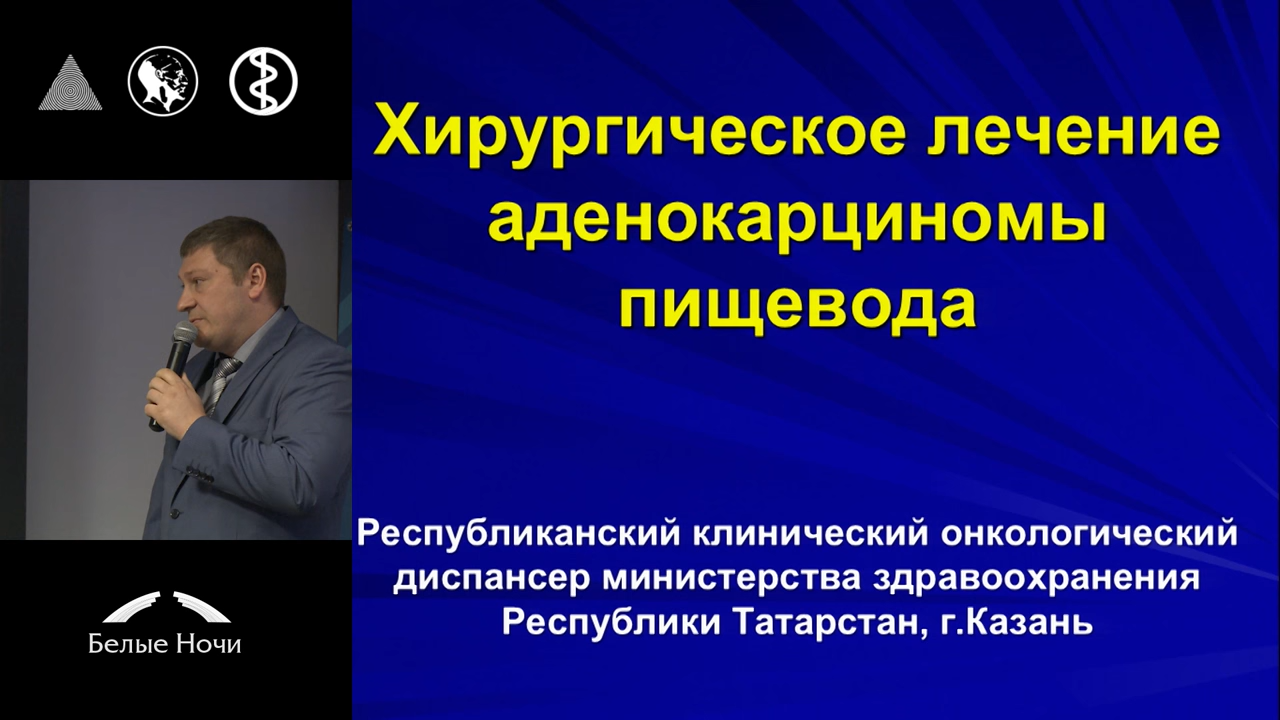 Хирургическое лечение
аденокарциномы
пищевода
Республиканский клинический онкологический
диспансер министерства здравоохранения
Республики Татарстан, г.Казань
Белые Ночи